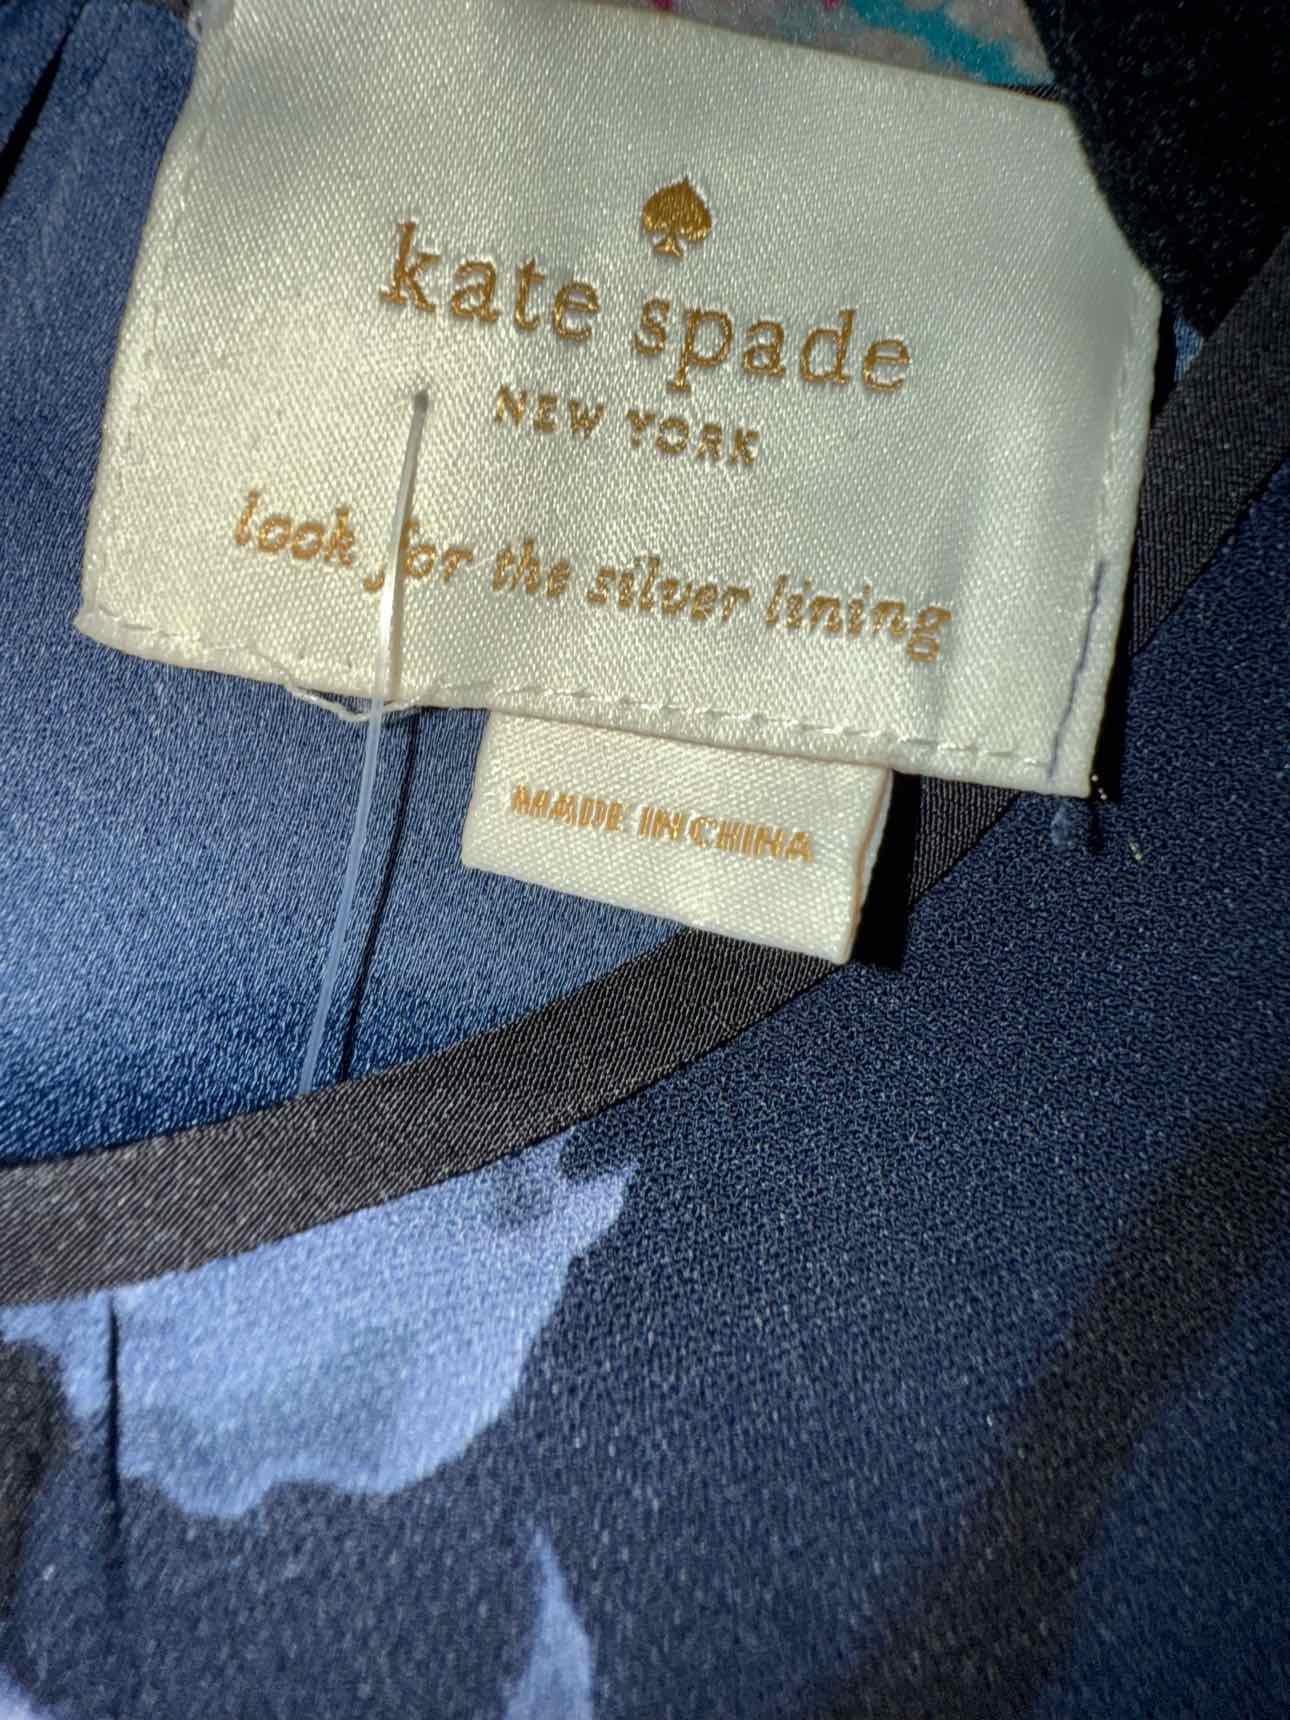 kate spade
NEW YORK
look for the silver lining
MADE IN CHINA